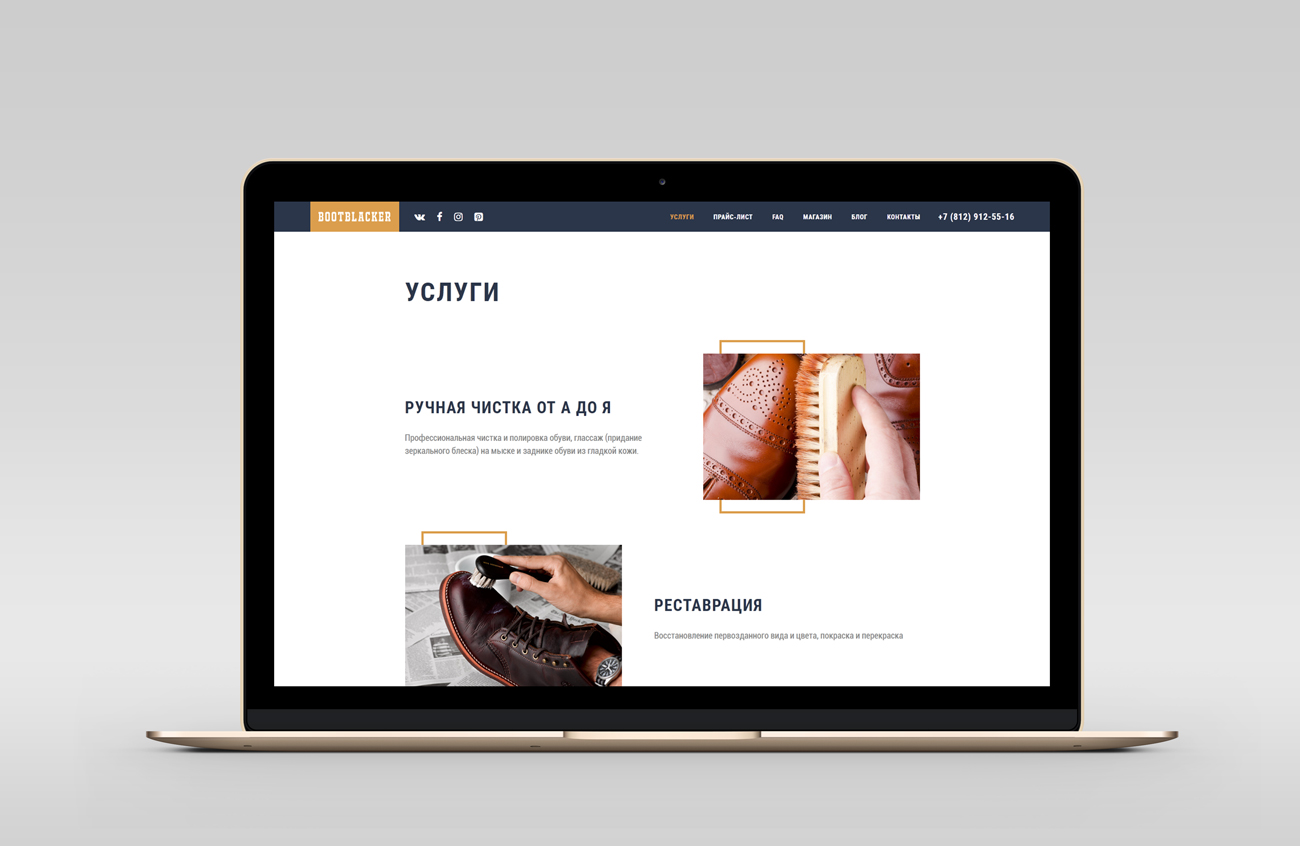 BOOTBLACKER
УСЛУГИ ПРАЙС-ЛИСТ FAQ МАГАЗИН БЛОГ КОНТАКТЫ +7 (812) 912-55-16
УСЛУГИ
РУЧНАЯ ЧИСТКА ОТ А ДО Я
Профессиональная чистка и полировка обуви, глассаж (придание
зеркального блеска) на мыске и заднике обуви из гладкой кожи.
РЕСТАВРАЦИЯ
Восстановление первозданного вида и цвета, покраска и перекраска